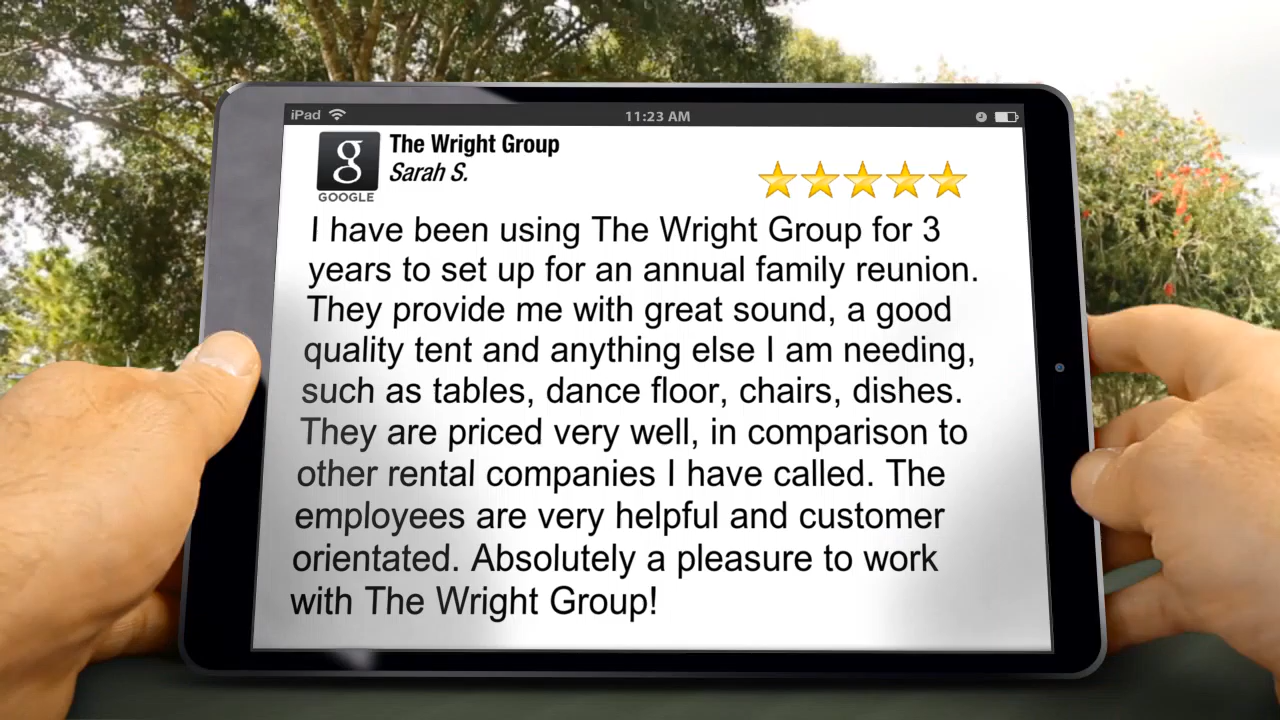 iPad 11:23 AM
The Wright Group
Sarah S.
g
GOOGLE
I have been using The Wright Group for 3
years to set up for an annual family reunion.
They provide me with great sound, a good
quality tent and anything else I am needing,
such as tables, dance floor, chairs, dishes.
They are priced very well, in comparison to
other rental companies I have called. The
employees are very helpful and customer
orientated. Absolutely a pleasure to work
with The Wright Group!